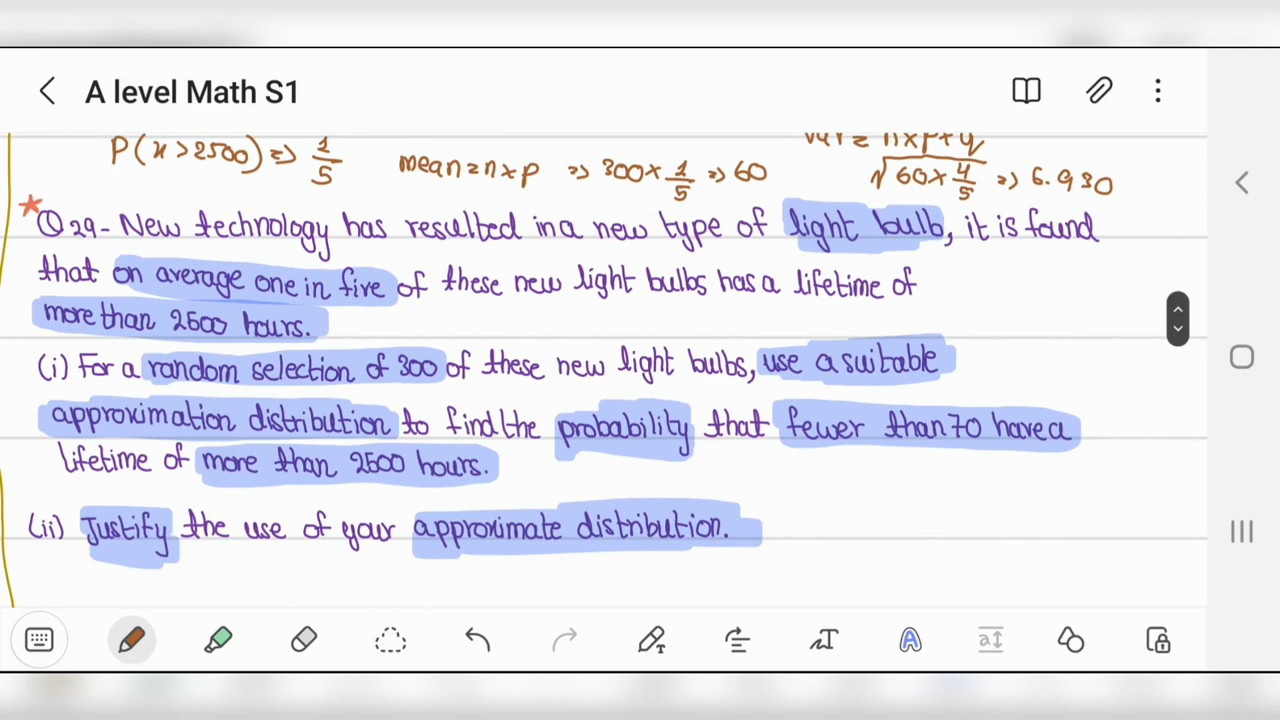 A level Math S1
P(x>2500) => 1/5 mean = n×p => 300 × 1/5 => 60 var = n×p×q √60×4/5 => 6.930
Q29- New technology has resulted in a new type of light bulb, it is found
that on average one in five of these new light bulbs has a lifetime of
more than 2500 hours.
(i) For a random selection of 300 of these new light bulbs, use a suitable
approximation distribution to find the probability that fewer than 70 have a
lifetime of more than 2500 hours.
(ii) Justify the use of your approximate distribution.